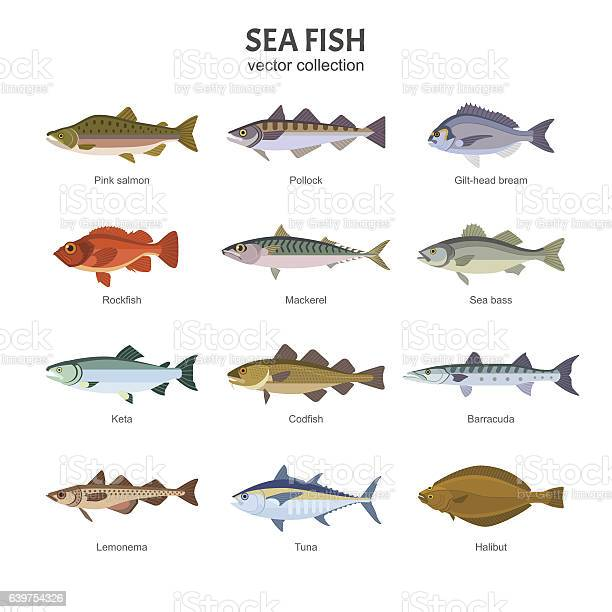 SEA FISH
vector collection
Pink salmon
Pollock
Gilt-head bream
Rockfish
Mackerel
Sea bass
Keta
Codfish
Barracuda
Lemonema
Tuna
Halibut
iStock
by Getty Images™
639754326